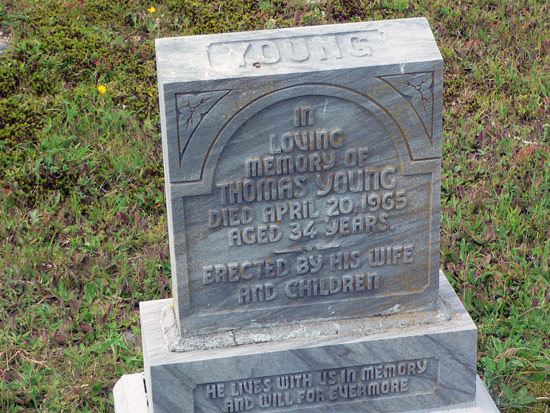 YOUNG
IN
LOVING
MEMORY OF
THOMAS YOUNG
DIED APRIL 20, 1965
AGED 34 YEARS.
ERECTED BY HIS WIFE
AND CHILDREN
HE LIVES WITH US IN MEMORY
AND WILL FOR EVERMORE